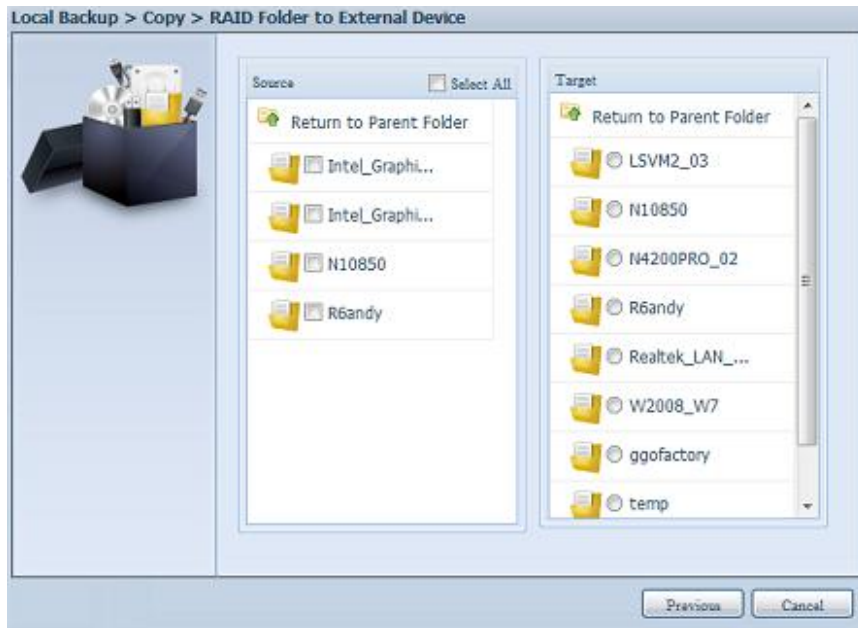 Local Backup > Copy > RAID Folder to External Device
Source
Select All
Return to Parent Folder
Intel_Graphi...
Intel_Graphi...
N10850
R6andy
Target
Return to Parent Folder
LSVM2_03
N10850
N4200PRO_02
R6andy
Realtek_LAN_...
W2008_W7
ggofactory
temp
Previous
Cancel